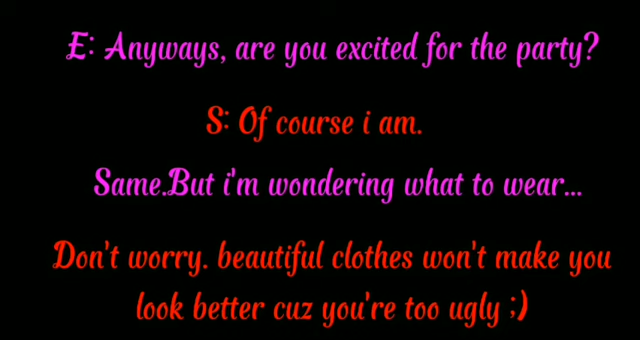 E: Anyways, are you excited for the party?
S: Of course i am.
Same.But i'm wondering what to wear...
Don't worry. beautiful clothes won't make you
look better cuz you're too ugly ;)